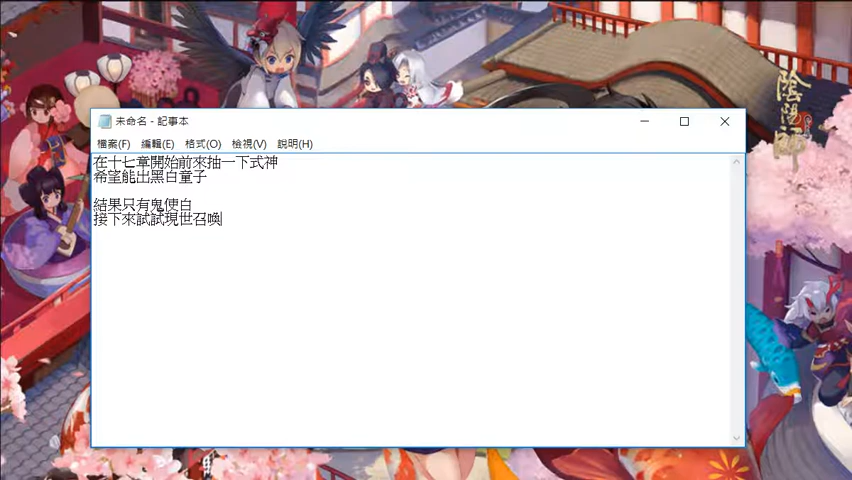 陰陽師
未命名 - 記事本
檔案(F) 編輯(E) 格式(O) 檢視(V) 說明(H)
在十七章開始前來抽一下式神
希望能出黑白童子

結果只有鬼使白
接下來試試現世召喚